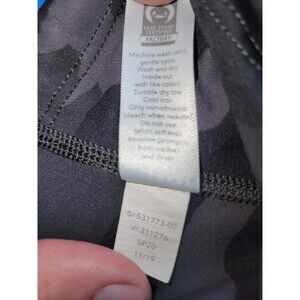 FAIR TRADE
CERTIFIED
FACTORY
Machine wash cold
gentle cycle
Wash and dry
inside out
with like colors
Tumble dry low
Cool iron
Only non-chlorine
bleach when needed
Do not use
fabric softener
Remove promptly
from washer
and dryer
S/ 531773-00
V/ 311276
SP20
11/19